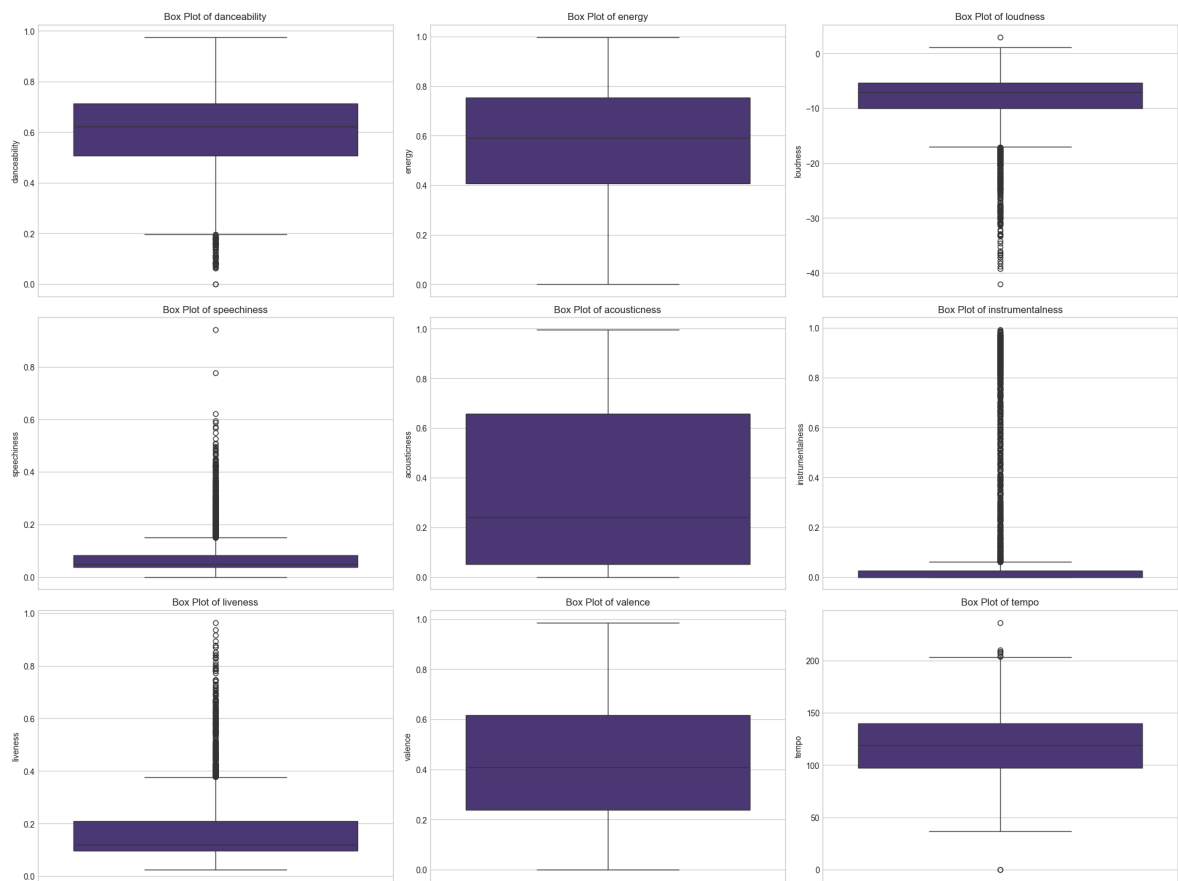 Box Plot of danceability
1.0
0.8
0.6
0.4
0.2
0.0
danceability
Box Plot of energy
1.0
0.8
0.6
0.4
0.2
0.0
energy
Box Plot of loudness
0
−10
−20
−30
−40
loudness
Box Plot of speechiness
0.8
0.6
0.4
0.2
0.0
speechiness
Box Plot of acousticness
1.0
0.8
0.6
0.4
0.2
0.0
acousticness
Box Plot of instrumentalness
1.0
0.8
0.6
0.4
0.2
0.0
instrumentalness
Box Plot of liveness
1.0
0.8
0.6
0.4
0.2
0.0
liveness
Box Plot of valence
1.0
0.8
0.6
0.4
0.2
0.0
valence
Box Plot of tempo
200
150
100
50
0
tempo